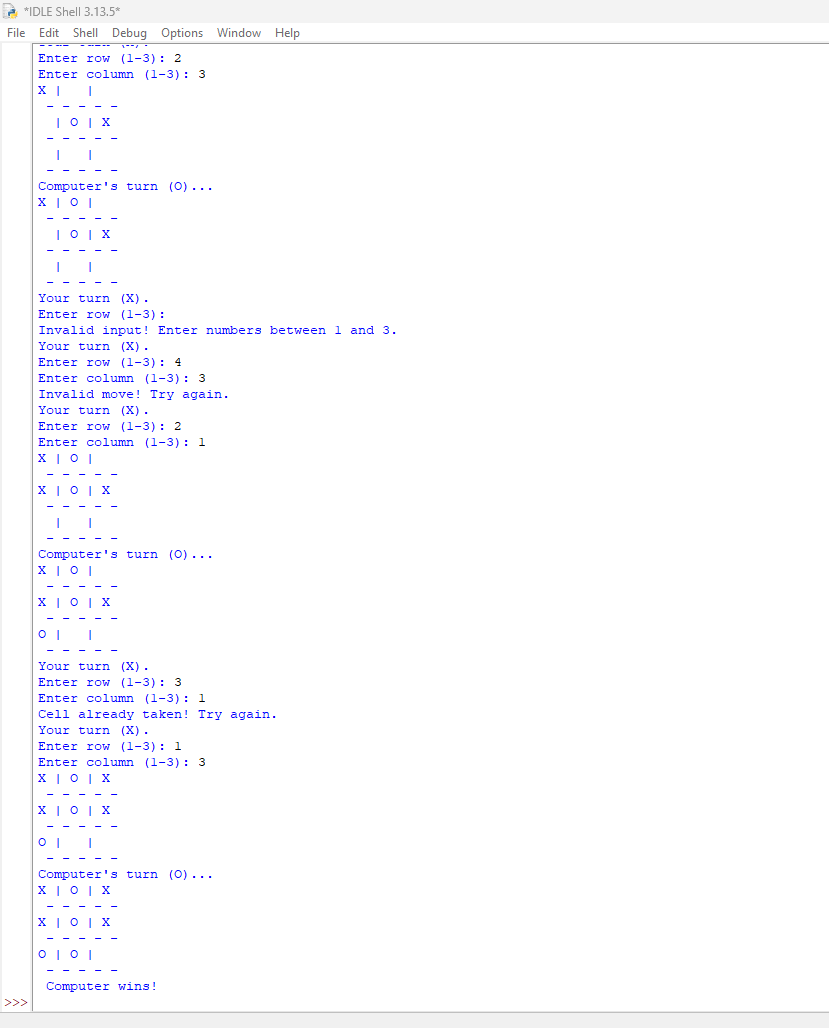 *IDLE Shell 3.13.5*
File Edit Shell Debug Options Window Help
Your turn (X).
Enter row (1-3): 2
Enter column (1-3): 3
X |   |
 - - - - -
  | O | X
 - - - - -
  |   |
 - - - - -
Computer's turn (O)...
X | O |
 - - - - -
  | O | X
 - - - - -
  |   |
 - - - - -
Your turn (X).
Enter row (1-3):
Invalid input! Enter numbers between 1 and 3.
Your turn (X).
Enter row (1-3): 4
Enter column (1-3): 3
Invalid move! Try again.
Your turn (X).
Enter row (1-3): 2
Enter column (1-3): 1
X | O |
 - - - - -
X | O | X
 - - - - -
  |   |
 - - - - -
Computer's turn (O)...
X | O |
 - - - - -
X | O | X
 - - - - -
O |   |
 - - - - -
Your turn (X).
Enter row (1-3): 3
Enter column (1-3): 1
Cell already taken! Try again.
Your turn (X).
Enter row (1-3): 1
Enter column (1-3): 3
X | O | X
 - - - - -
X | O | X
 - - - - -
O |   |
 - - - - -
Computer's turn (O)...
X | O | X
 - - - - -
X | O | X
 - - - - -
O | O |
 - - - - -
 Computer wins!
>>>